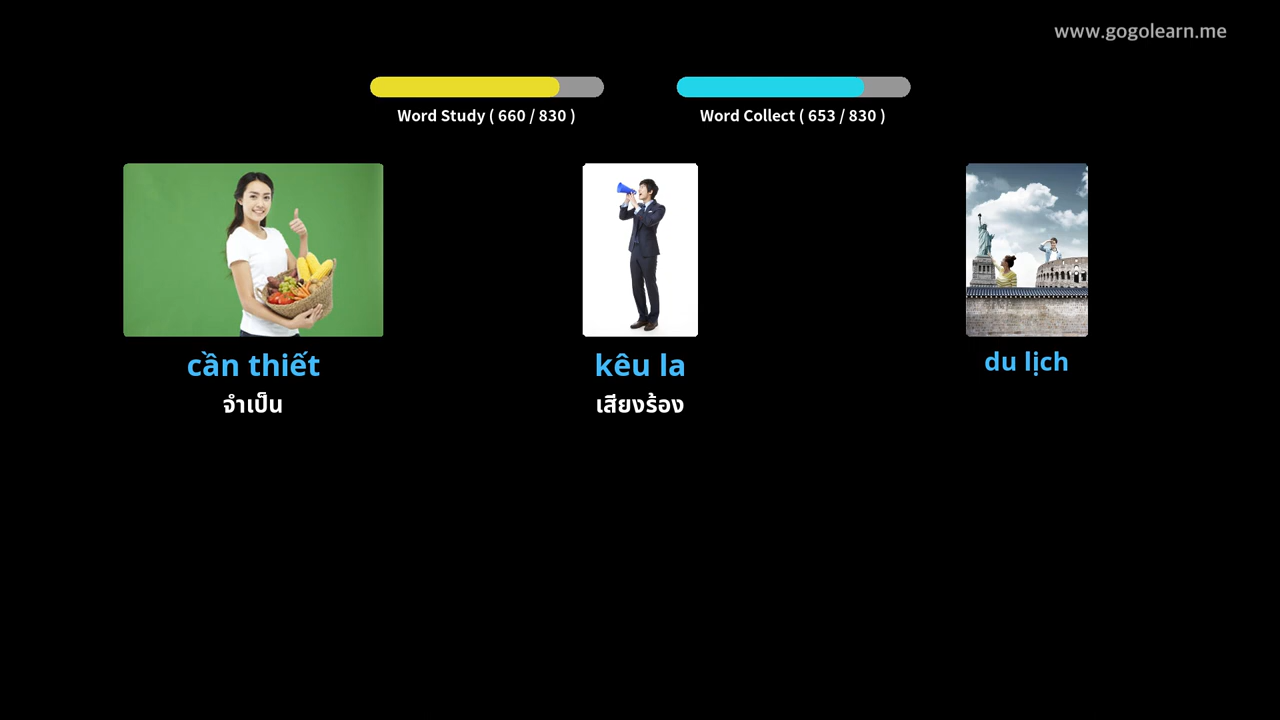 www.gogolearn.me
Word Study ( 660 / 830 )
Word Collect ( 653 / 830 )
cần thiết
จำเป็น
kêu la
เสียงร้อง
du lịch